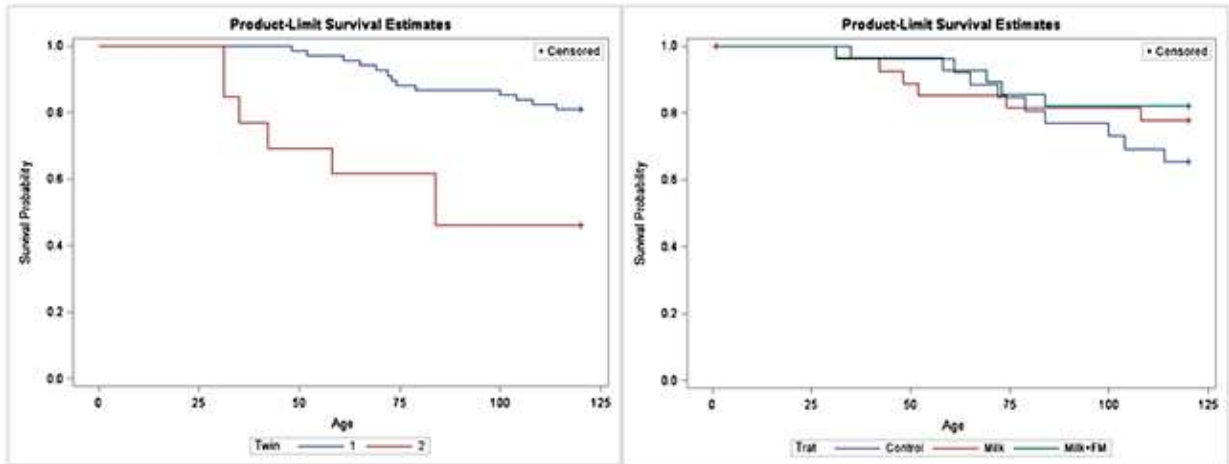 Product-Limit Survival Estimates
+ Censored
1.0
0.8
0.6
0.4
0.2
0.0
Survival Probability
0
25
50
75
100
125
Age
Twin 1 2
Product-Limit Survival Estimates
+ Censored
1.0
0.8
0.6
0.4
0.2
0.0
Survival Probability
0
25
50
75
100
125
Age
Trat Control Milk Milk+FM